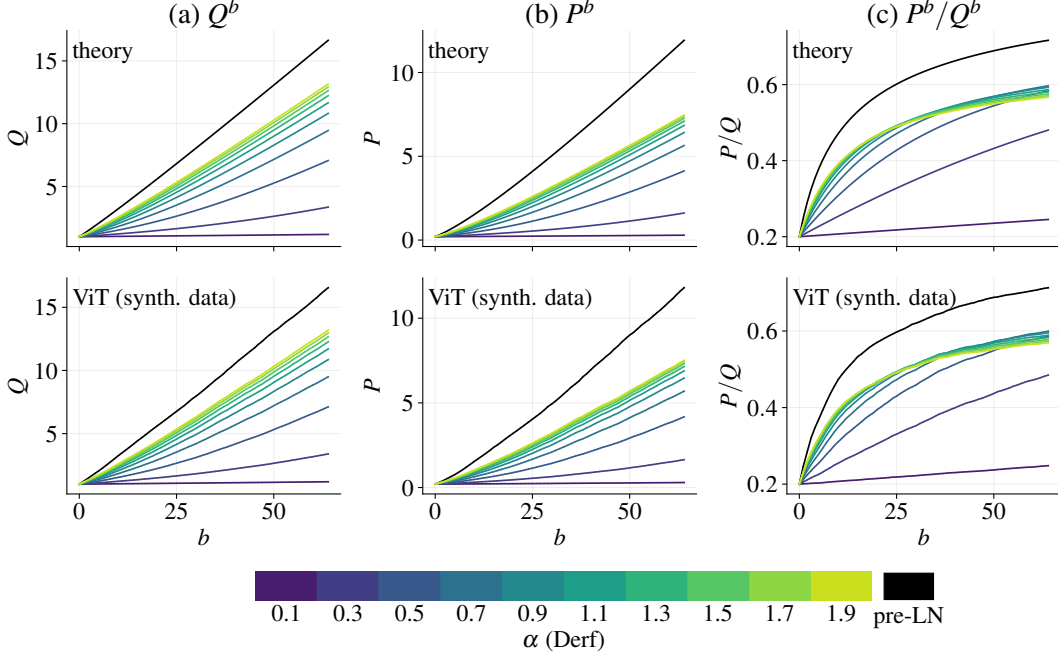 (a) Q^b
(b) P^b
(c) P^b/Q^b
theory
15
10
5
Q
theory
10
5
0
P
theory
0.6
0.4
0.2
P/Q
ViT (synth. data)
15
10
5
Q
0
25
50
b
ViT (synth. data)
10
5
0
P
0
25
50
b
ViT (synth. data)
0.6
0.4
0.2
P/Q
0
25
50
b
0.1 0.3 0.5 0.7 0.9 1.1 1.3 1.5 1.7 1.9 pre-LN
α (Derf)